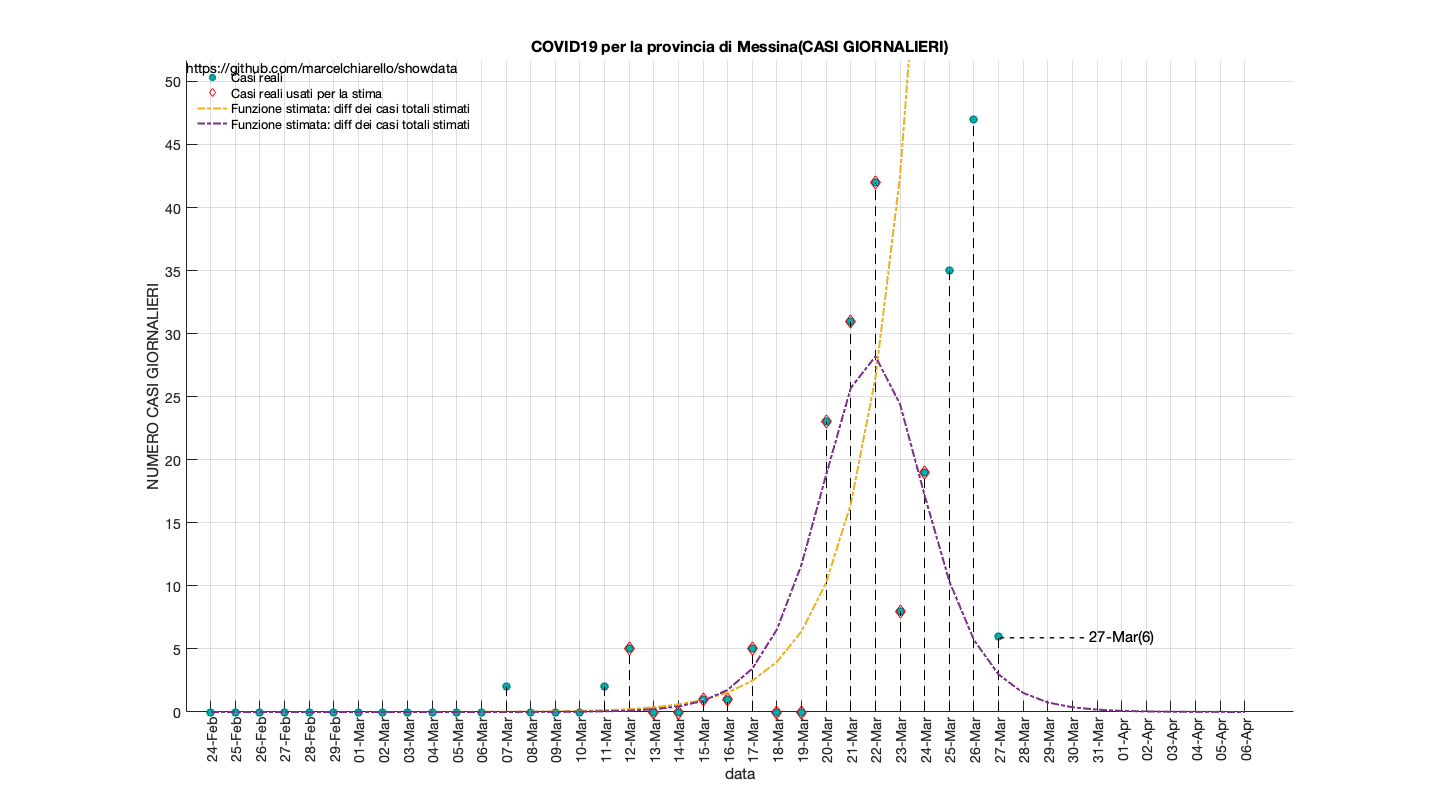 COVID19 per la provincia di Messina(CASI GIORNALIERI)
https://github.com/marcelchiarello/showdata
Casi reali
Casi reali usati per la stima
Funzione stimata: diff dei casi totali stimati
Funzione stimata: diff dei casi totali stimati
NUMERO CASI GIORNALIERI
50
45
40
35
30
25
20
15
10
5
0
27-Mar(6)
24-Feb
25-Feb
26-Feb
27-Feb
28-Feb
29-Feb
01-Mar
02-Mar
03-Mar
04-Mar
05-Mar
06-Mar
07-Mar
08-Mar
09-Mar
10-Mar
11-Mar
12-Mar
13-Mar
14-Mar
15-Mar
16-Mar
17-Mar
18-Mar
19-Mar
20-Mar
21-Mar
22-Mar
23-Mar
24-Mar
25-Mar
26-Mar
27-Mar
28-Mar
29-Mar
30-Mar
31-Mar
01-Apr
02-Apr
03-Apr
04-Apr
05-Apr
06-Apr
data